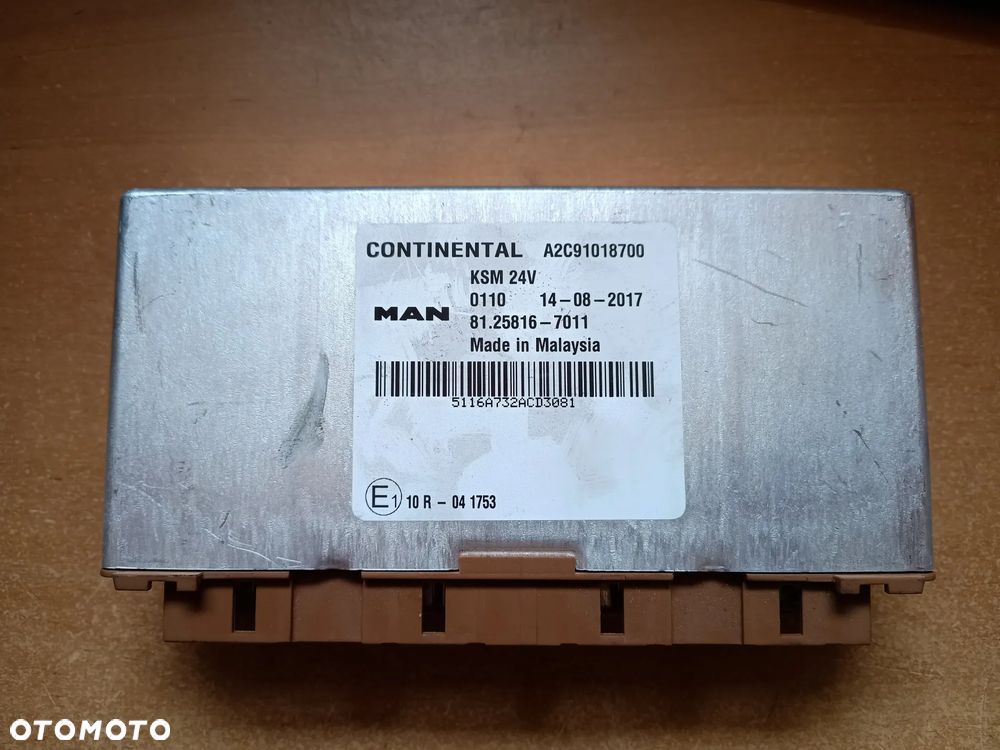 CONTINENTAL A2C91018700
KSM 24V
0110 14-08-2017
MAN 81.25816-7011
Made in Malaysia
5116A732ACD3081
E1 10 R - 04 1753
OTOMOTO